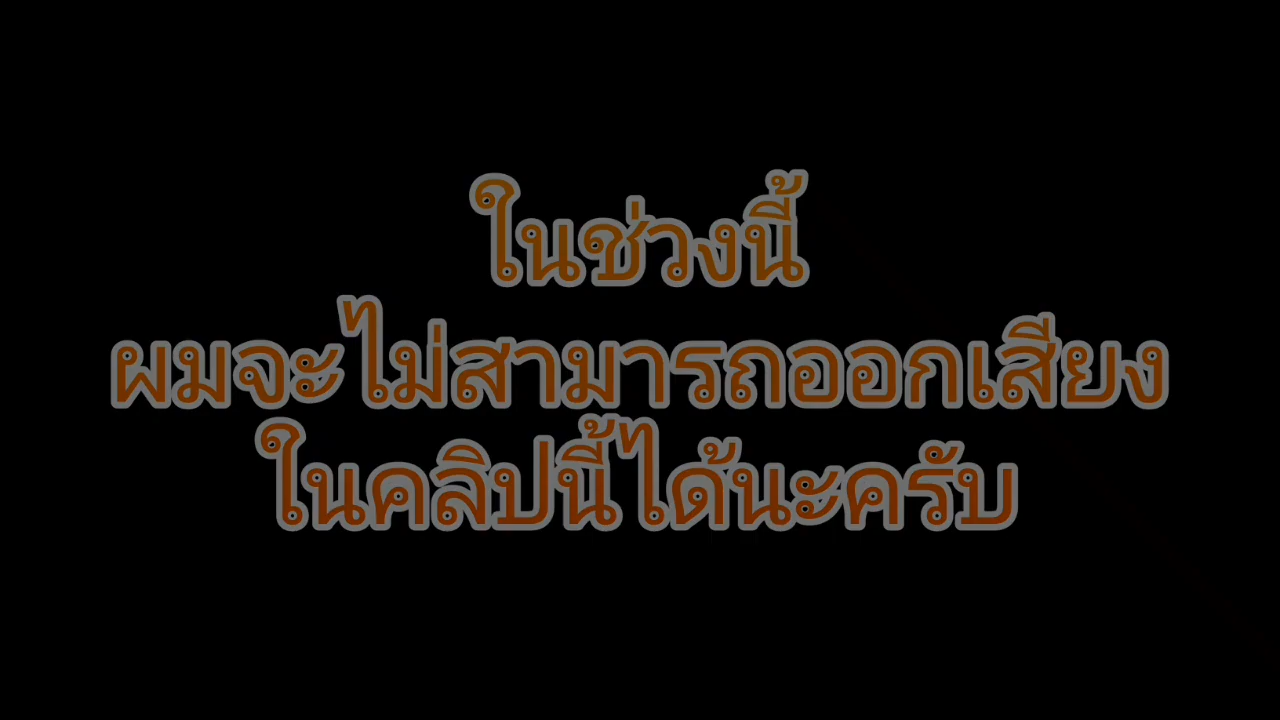 ในช่วงนี้
ผมจะไม่สามารถออกเสียง
ในคลิปนี้ได้นะครับ